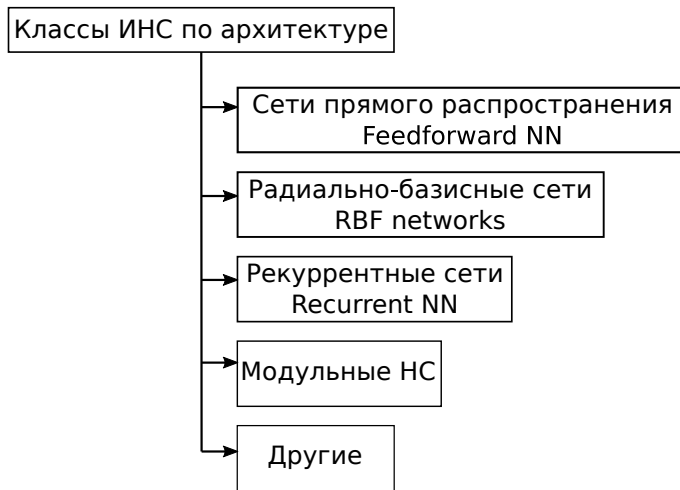 Классы ИНС по архитектуре
Сети прямого распространения
Feedforward NN
Радиально-базисные сети
RBF networks
Рекуррентные сети
Recurrent NN
Модульные НС
Другие